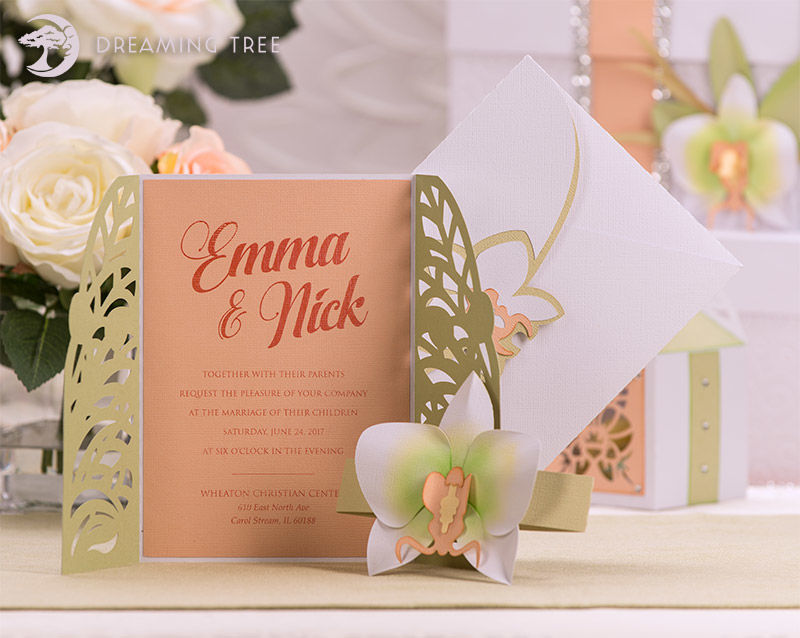 DREAMING TREE
Emma
& Nick
TOGETHER WITH THEIR PARENTS
REQUEST THE PLEASURE OF YOUR COMPANY
AT THE MARRIAGE OF THEIR CHILDREN
SATURDAY, JUNE 24, 2017
AT SIX O'CLOCK IN THE EVENING
WHEATON CHRISTIAN CENTER
610 East North Ave
Carol Stream, IL 60188